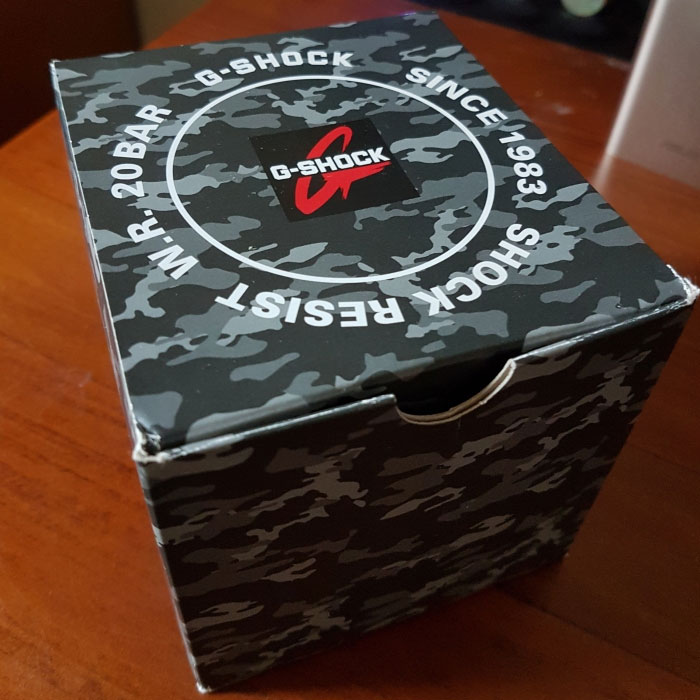 G-SHOCK
SINCE 1983
SHOCK RESIST
W.R. 20BAR
G-SHOCK